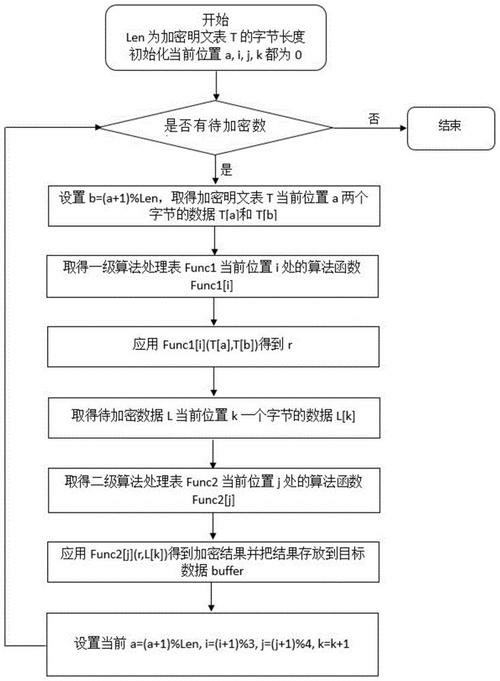 开始
Len 为加密明文表 T 的字节长度
初始化当前位置 a, i, j, k 都为 0
是否有待加密数
否
结束
是
设置 b=(a+1)%Len，取得加密明文表 T 当前位置 a 两个
字节的数据 T[a]和 T[b]
取得一级算法处理表 Func1 当前位置 i 处的算法函数
Func1[i]
应用 Func1[i](T[a],T[b])得到 r
取得待加密数据 L 当前位置 k 一个字节的数据 L[k]
取得二级算法处理表 Func2 当前位置 j 处的算法函数
Func2[j]
应用 Func2[j](r,L[k])得到加密结果并把结果存放到目标
数据 buffer
设置当前 a=(a+1)%Len, i=(i+1)%3, j=(j+1)%4, k=k+1